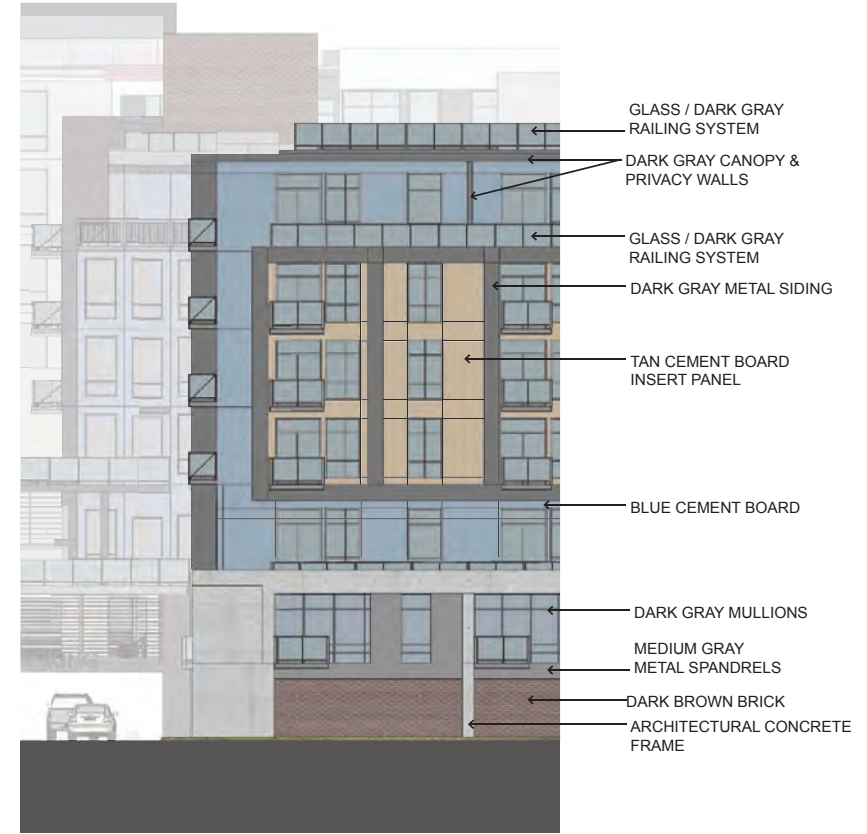 GLASS / DARK GRAY
RAILING SYSTEM
DARK GRAY CANOPY &
PRIVACY WALLS
GLASS / DARK GRAY
RAILING SYSTEM
DARK GRAY METAL SIDING
TAN CEMENT BOARD
INSERT PANEL
BLUE CEMENT BOARD
DARK GRAY MULLIONS
MEDIUM GRAY
METAL SPANDRELS
DARK BROWN BRICK
ARCHITECTURAL CONCRETE
FRAME